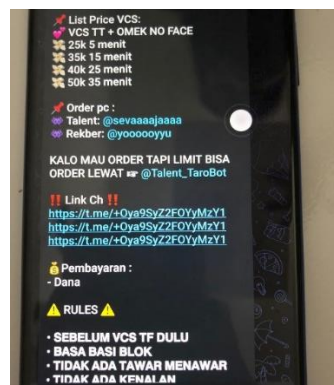 📌 List Price VCS:
💞 VCS TT + OMEK NO FACE
💸 25k 5 menit
💸 35k 15 menit
💸 40k 25 menit
💸 50k 35 menit
📌 Order pc :
👾 Talent: @sevaaaajaaaa
👾 Rekber: @yoooooyyu
KALO MAU ORDER TAPI LIMIT BISA
ORDER LEWAT 👉 @Talent_TaroBot
‼️ Link Ch ‼️
https://t.me/+Oya9SyZ2FOYyMzY1
https://t.me/+Oya9SyZ2FOYyMzY1
https://t.me/+Oya9SyZ2FOYyMzY1
💰 Pembayaran :
- Dana
⚠️ RULES ⚠️
• SEBELUM VCS TF DULU
• BASA BASI BLOK
• TIDAK ADA TAWAR MENAWAR
• TIDAK ADA KENALAN